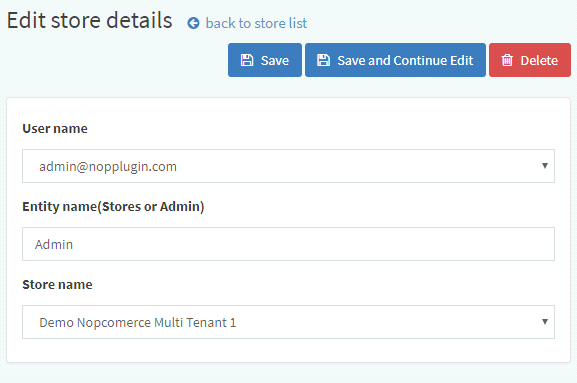 Edit store details back to store list
Save Save and Continue Edit Delete
User name
admin@nopplugin.com
Entity name(Stores or Admin)
Admin
Store name
Demo Nopcomerce Multi Tenant 1